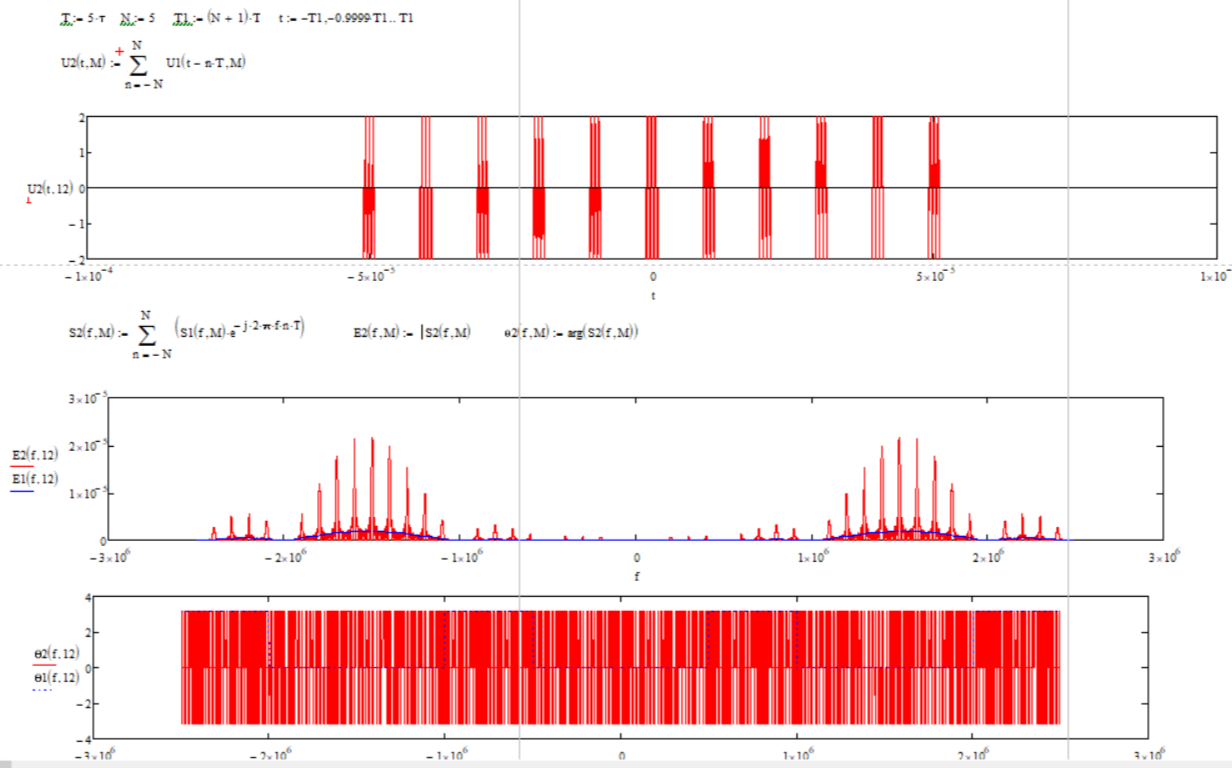 T := 5·τ N := 5 T1 := (N + 1)·T t := −T1, −0.9999·T1 .. T1
N
U2(t, M) := ∑ U1(t − n·T, M)
n = − N
2
1
U2(t, 12) 0
− 1
− 2
− 1×10⁻⁴ −5×10⁻⁵ 0 5×10⁻⁵ 1×10⁻
t
N
S2(f, M) := ∑ (S1(f, M)·e^(− j·2·π·f·n·T)) E2(f, M) := |S2(f, M) θ2(f, M) := arg(S2(f, M))
n = − N
3×10⁻⁵
E2(f, 12) 2×10⁻⁵
E1(f, 12)
1×10⁻⁵
0
−3×10⁶ −2×10⁶ −1×10⁶ 0 1×10⁶ 2×10⁶ 3×10⁶
f
4
2
θ2(f, 12) 0
θ1(f, 12)
−2
−4
−3×10⁶ −2×10⁶ −1×10⁶ 0 1×10⁶ 2×10⁶ 3×10⁶